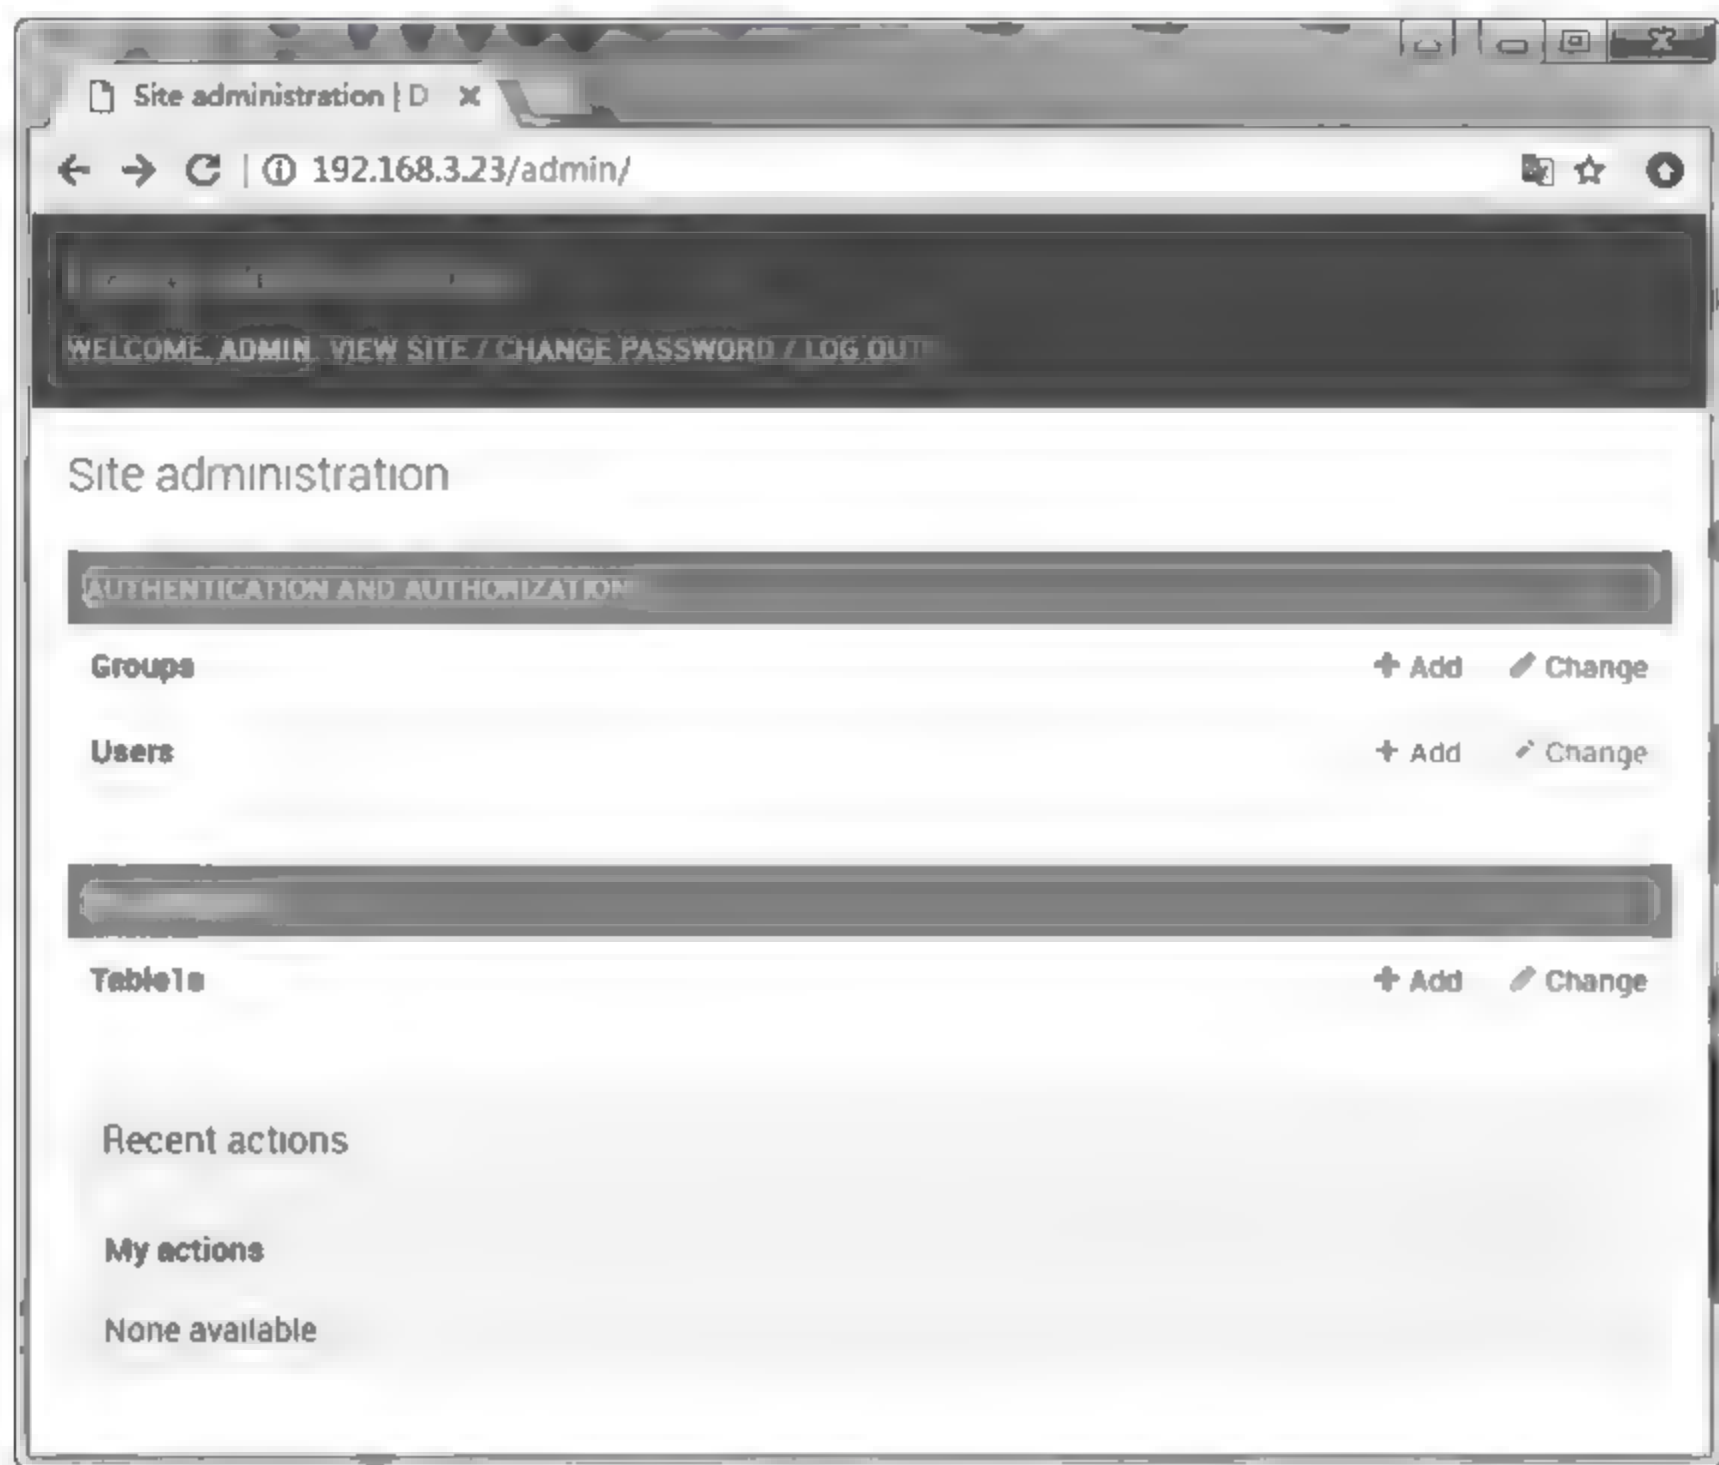 Site administration | D
192.168.3.23/admin/
WELCOME, ADMIN. VIEW SITE / CHANGE PASSWORD / LOG OUT
Site administration
AUTHENTICATION AND AUTHORIZATION
Groups + Add Change
Users + Add Change
Table1s + Add Change
Recent actions
My actions
None available